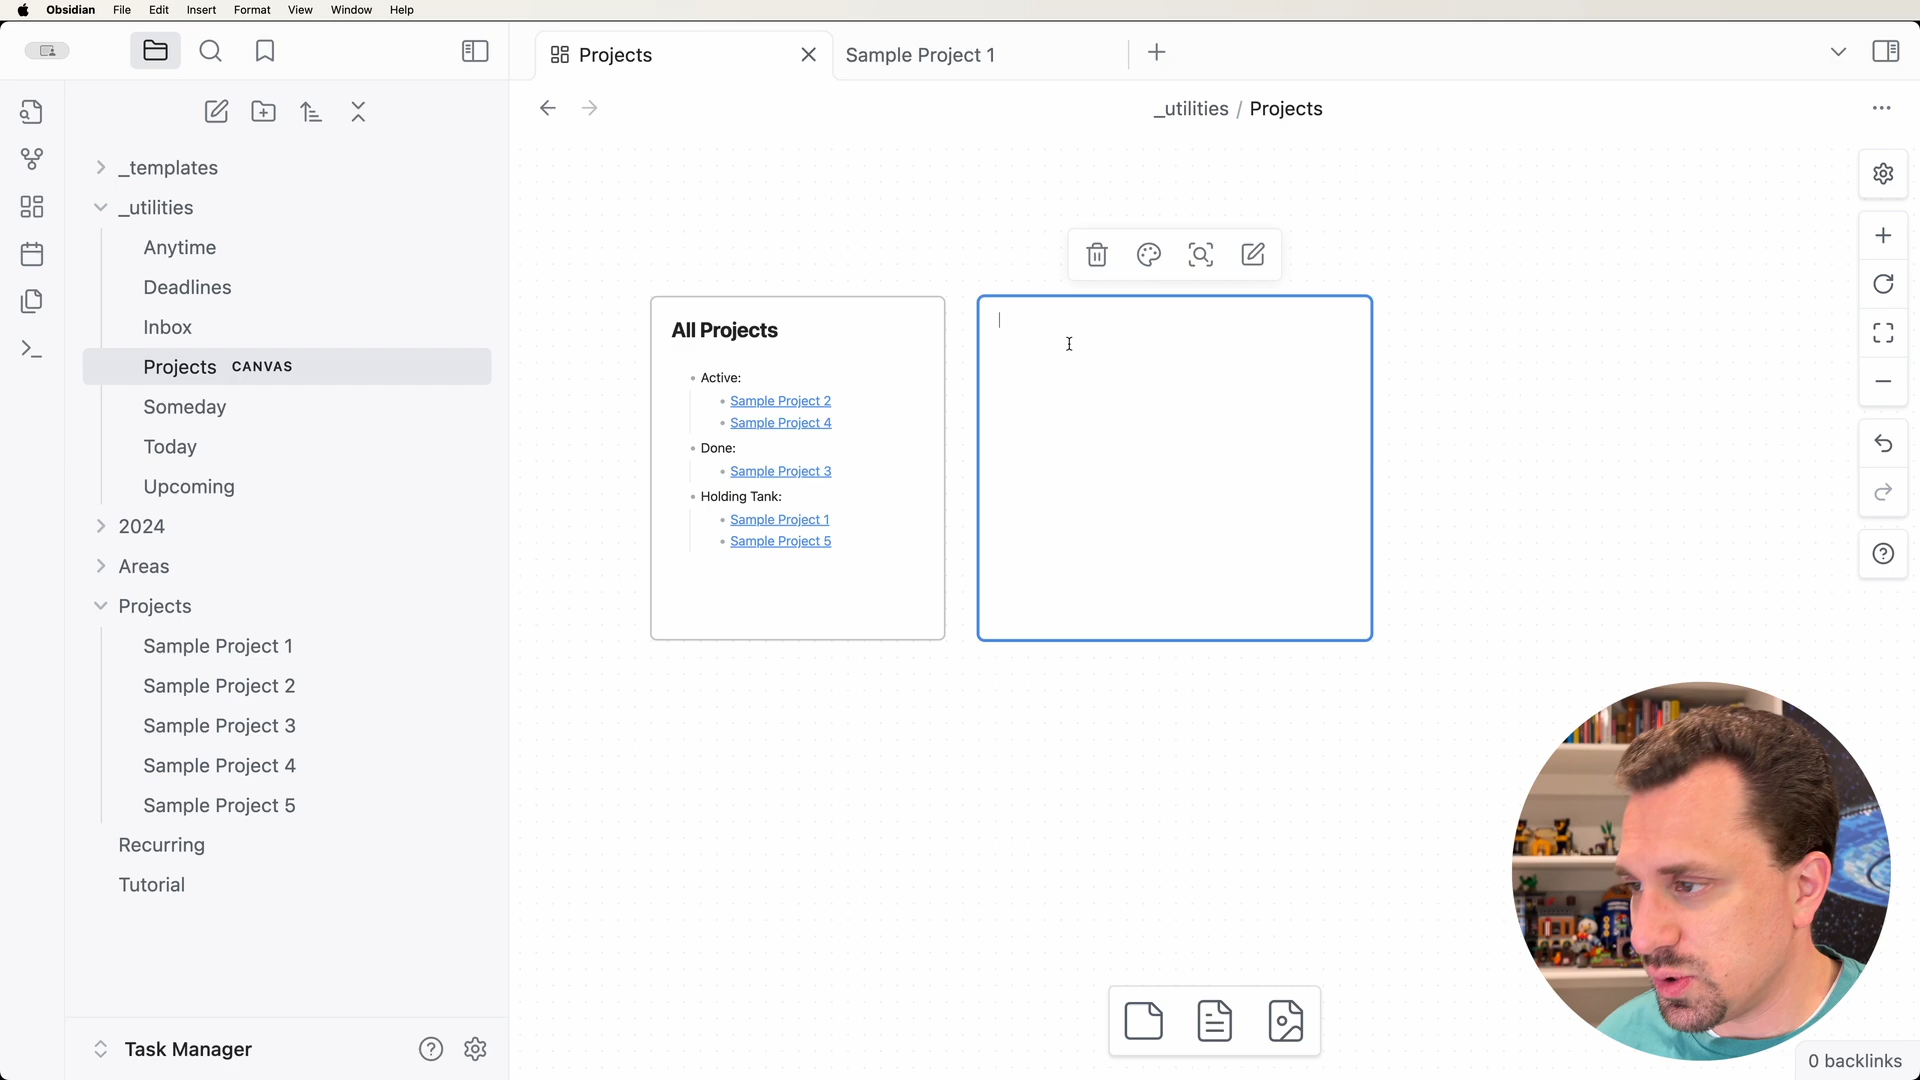 Obsidian File Edit Insert Format View Window Help
Projects
Sample Project 1
_utilities / Projects
_templates
_utilities
Anytime
Deadlines
Inbox
Projects CANVAS
Someday
Today
Upcoming
2024
Areas
Projects
Sample Project 1
Sample Project 2
Sample Project 3
Sample Project 4
Sample Project 5
Recurring
Tutorial
Task Manager
All Projects
Active:
Sample Project 2
Sample Project 4
Done:
Sample Project 3
Holding Tank:
Sample Project 1
Sample Project 5
0 backlinks